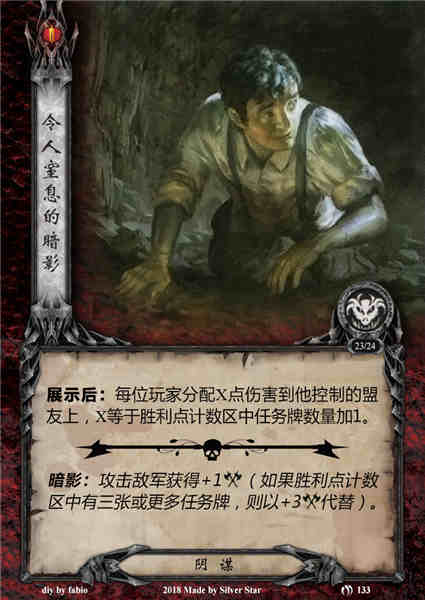 令人窒息的暗影
23/24
展示后：每位玩家分配X点伤害到他控制的盟
友上，X等于胜利点计数区中任务牌数量加1。
暗影：攻击敌军获得+1（如果胜利点计数
区中有三张或更多任务牌，则以+3代替）。
阴谋
diy by fabio
2018 Made by Silver Star
133